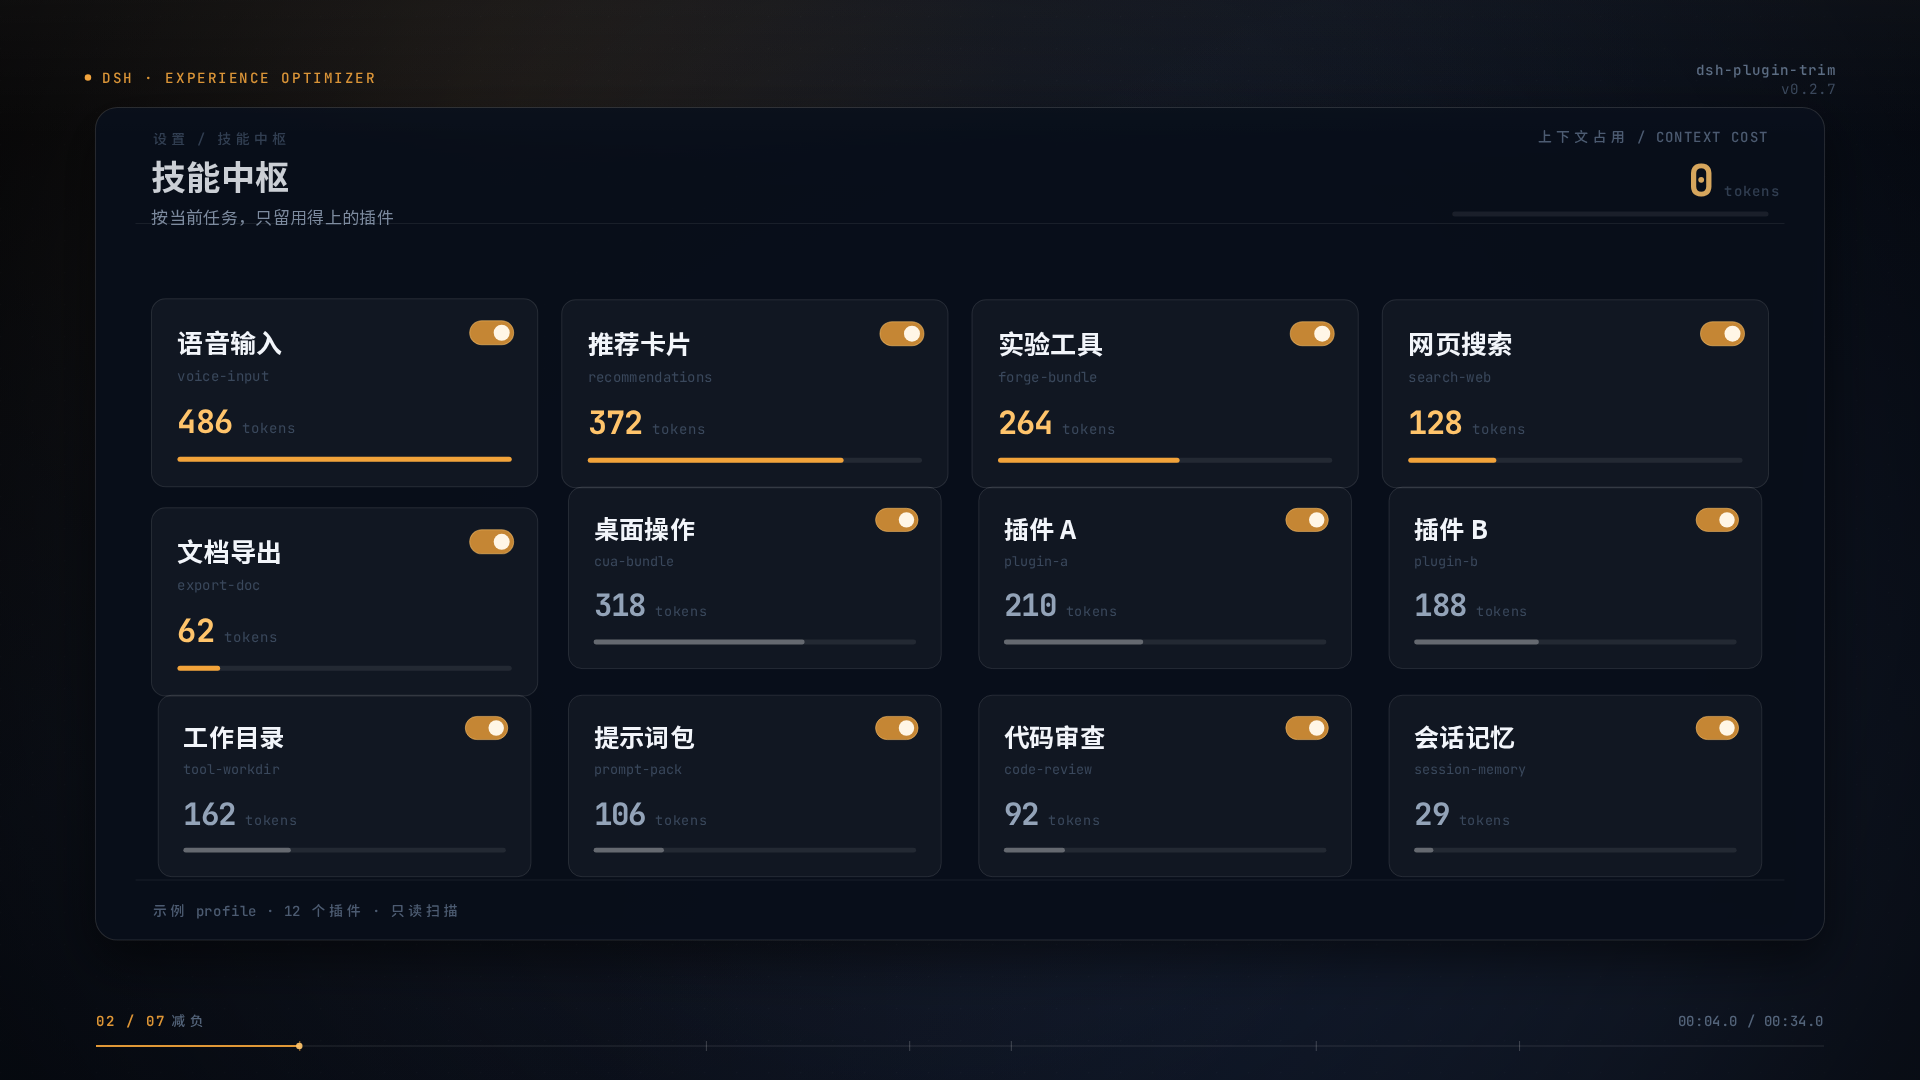 DSH · EXPERIENCE OPTIMIZER
dsh-plugin-trim
v0.2.7
设置 / 技能中枢
技能中枢
按当前任务，只留用得上的插件
上下文占用 / CONTEXT COST
0 tokens
语音输入
voice-input
486 tokens
推荐卡片
recommendations
372 tokens
实验工具
forge-bundle
264 tokens
网页搜索
search-web
128 tokens
文档导出
export-doc
62 tokens
桌面操作
cua-bundle
318 tokens
插件 A
plugin-a
210 tokens
插件 B
plugin-b
188 tokens
工作目录
tool-workdir
162 tokens
提示词包
prompt-pack
106 tokens
代码审查
code-review
92 tokens
会话记忆
session-memory
29 tokens
示例 profile · 12 个插件 · 只读扫描
02 / 07 减负
00:04.0 / 00:34.0